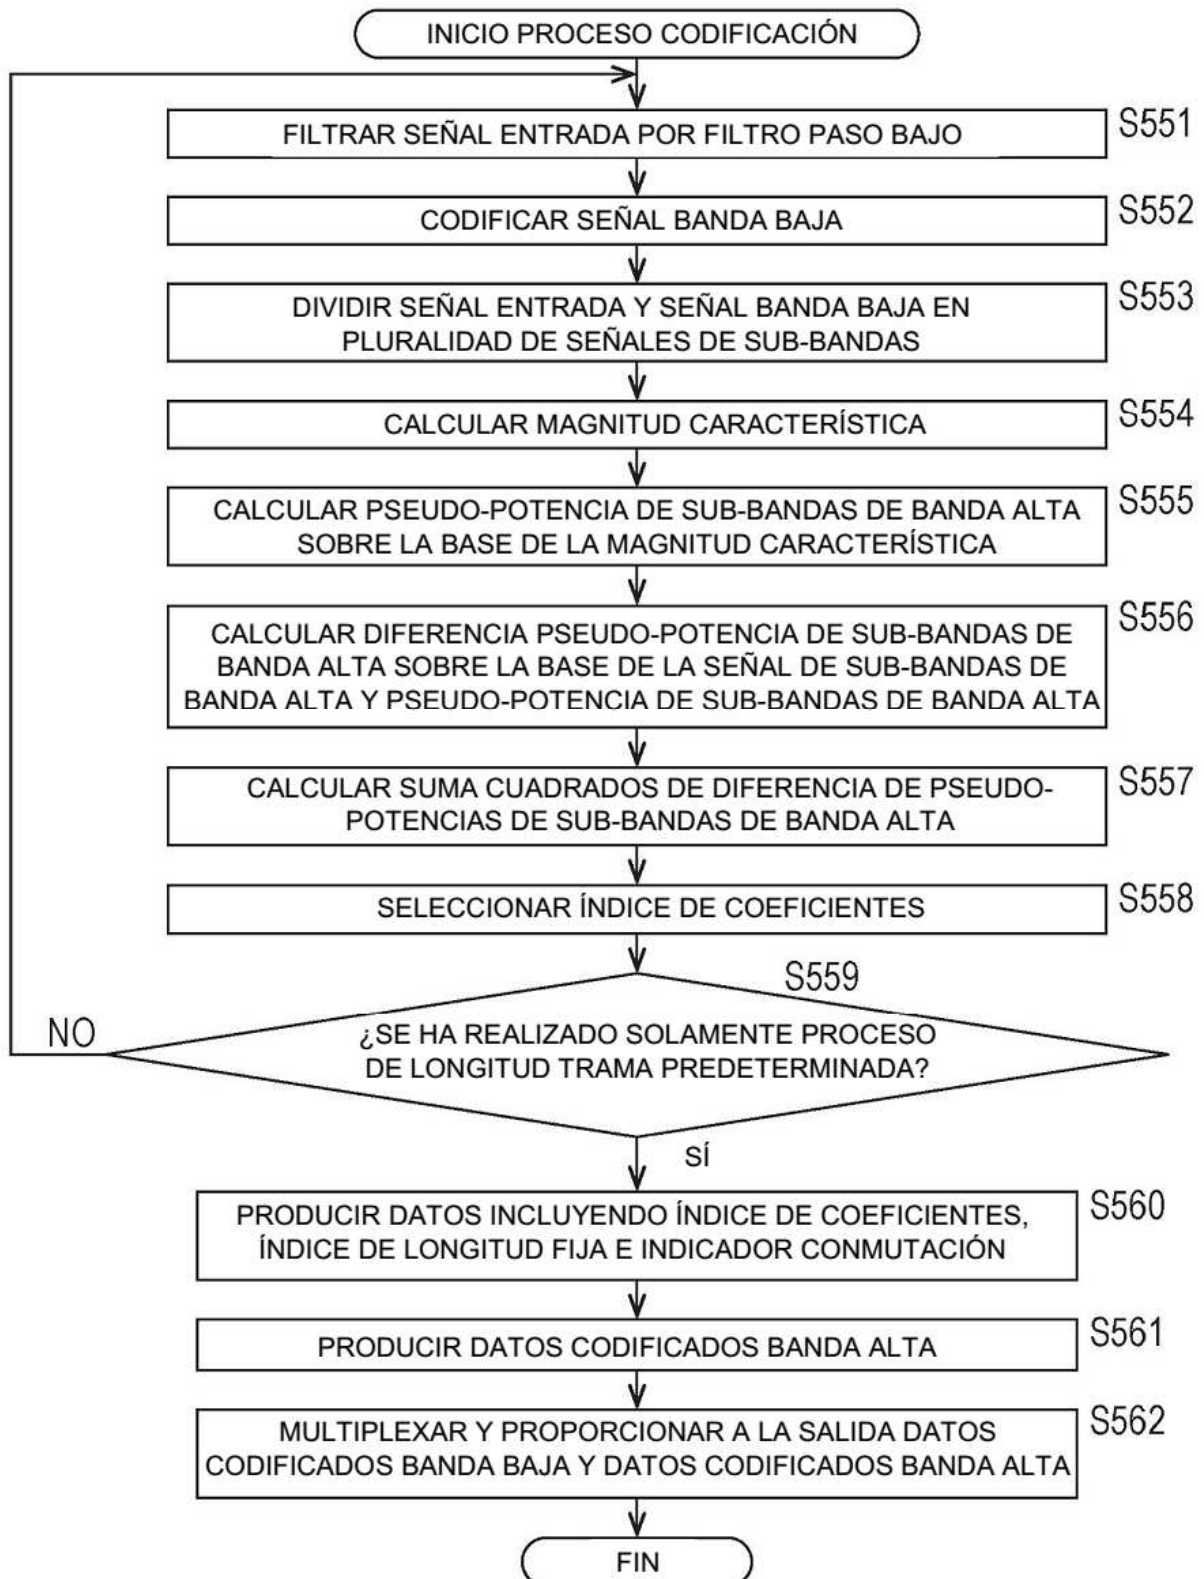 INICIO PROCESO CODIFICACIÓN
FILTRAR SEÑAL ENTRADA POR FILTRO PASO BAJO
S551
CODIFICAR SEÑAL BANDA BAJA
S552
DIVIDIR SEÑAL ENTRADA Y SEÑAL BANDA BAJA EN
PLURALIDAD DE SEÑALES DE SUB-BANDAS
S553
CALCULAR MAGNITUD CARACTERÍSTICA
S554
CALCULAR PSEUDO-POTENCIA DE SUB-BANDAS DE BANDA ALTA
SOBRE LA BASE DE LA MAGNITUD CARACTERÍSTICA
S555
CALCULAR DIFERENCIA PSEUDO-POTENCIA DE SUB-BANDAS DE
BANDA ALTA SOBRE LA BASE DE LA SEÑAL DE SUB-BANDAS DE
BANDA ALTA Y PSEUDO-POTENCIA DE SUB-BANDAS DE BANDA ALTA
S556
CALCULAR SUMA CUADRADOS DE DIFERENCIA DE PSEUDO-
POTENCIAS DE SUB-BANDAS DE BANDA ALTA
S557
SELECCIONAR ÍNDICE DE COEFICIENTES
S558
S559
¿SE HA REALIZADO SOLAMENTE PROCESO
DE LONGITUD TRAMA PREDETERMINADA?
NO
SÍ
PRODUCIR DATOS INCLUYENDO ÍNDICE DE COEFICIENTES,
ÍNDICE DE LONGITUD FIJA E INDICADOR CONMUTACIÓN
S560
PRODUCIR DATOS CODIFICADOS BANDA ALTA
S561
MULTIPLEXAR Y PROPORCIONAR A LA SALIDA DATOS
CODIFICADOS BANDA BAJA Y DATOS CODIFICADOS BANDA ALTA
S562
FIN